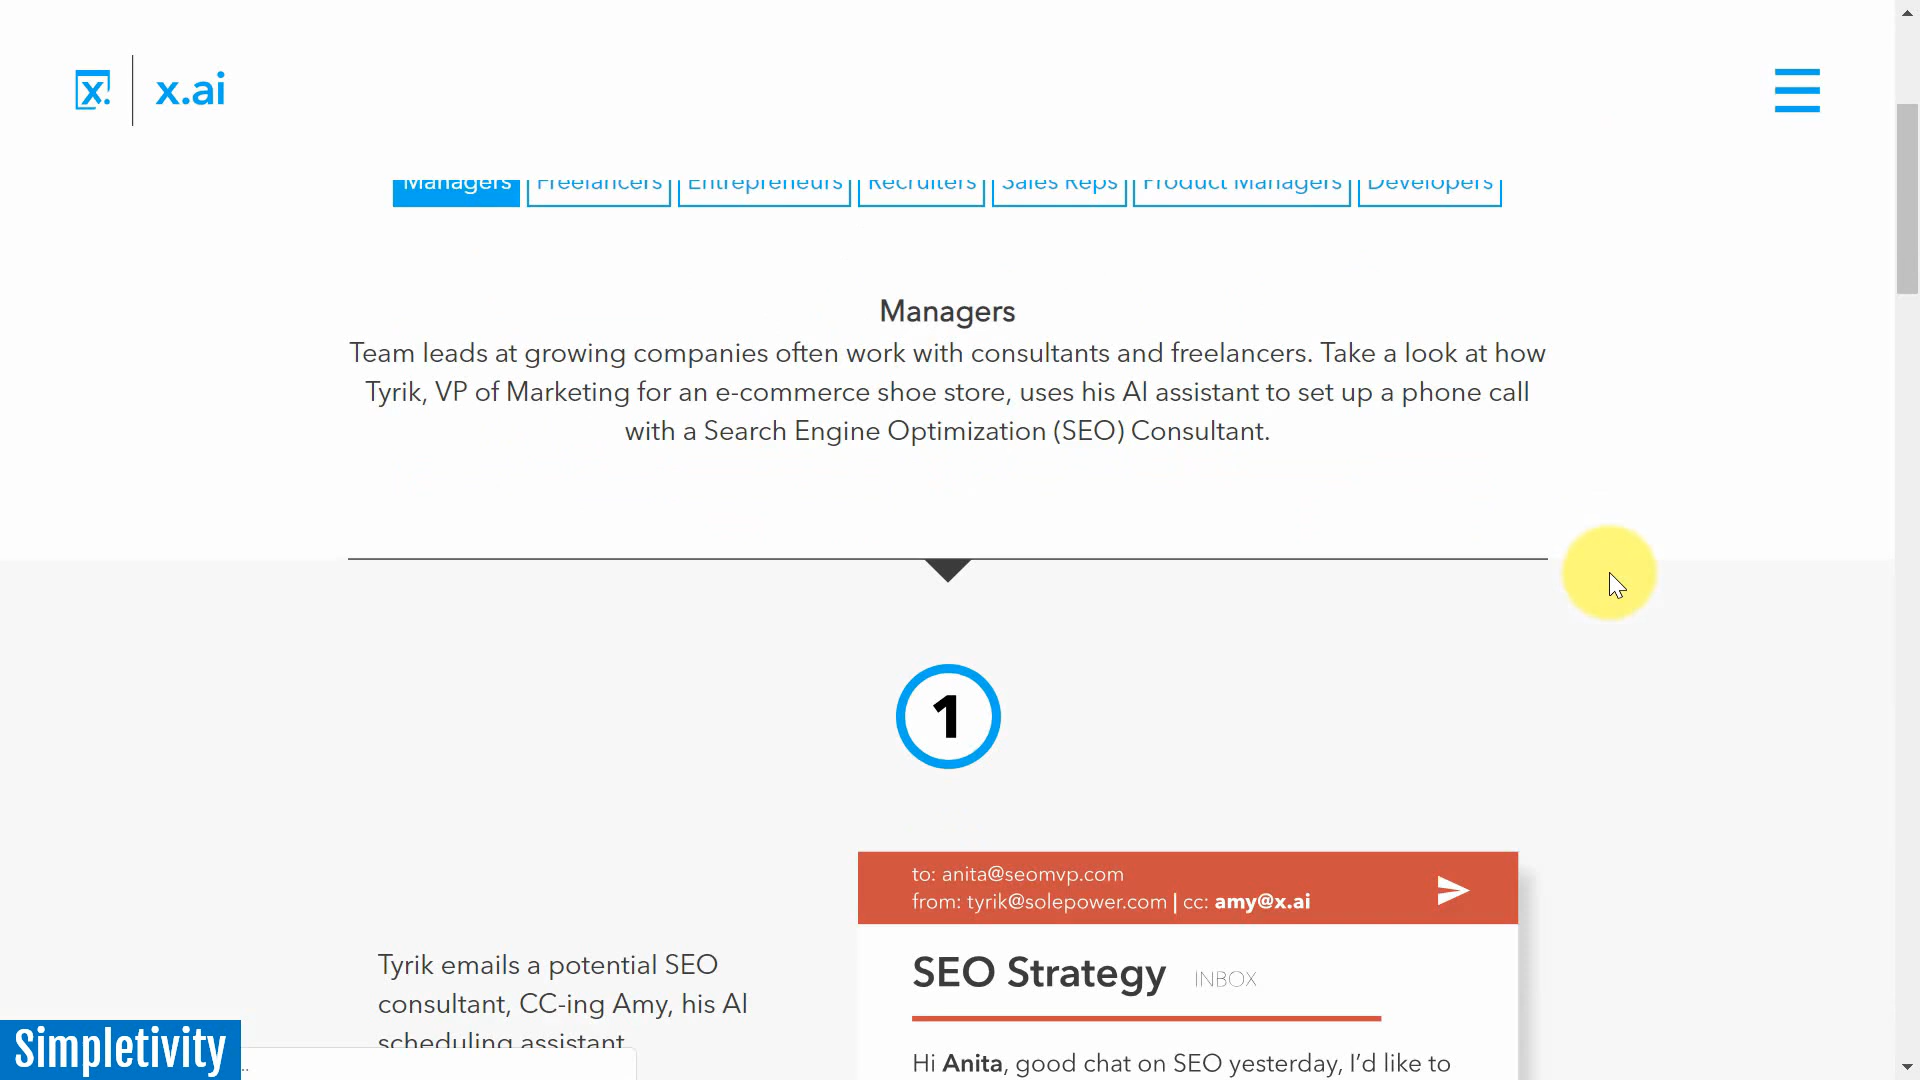 x. x.ai
Managers Freelancers Entrepreneurs Recruiters Sales Reps Product Managers Developers
Managers
Team leads at growing companies often work with consultants and freelancers. Take a look at how
Tyrik, VP of Marketing for an e-commerce shoe store, uses his AI assistant to set up a phone call
with a Search Engine Optimization (SEO) Consultant.
1
to: anita@seomvp.com
from: tyrik@solepower.com | cc: amy@x.ai
SEO Strategy INBOX
Tyrik emails a potential SEO
consultant, CC-ing Amy, his AI
scheduling assistant
Hi Anita, good chat on SEO yesterday, I'd like to
Simpletivity ..